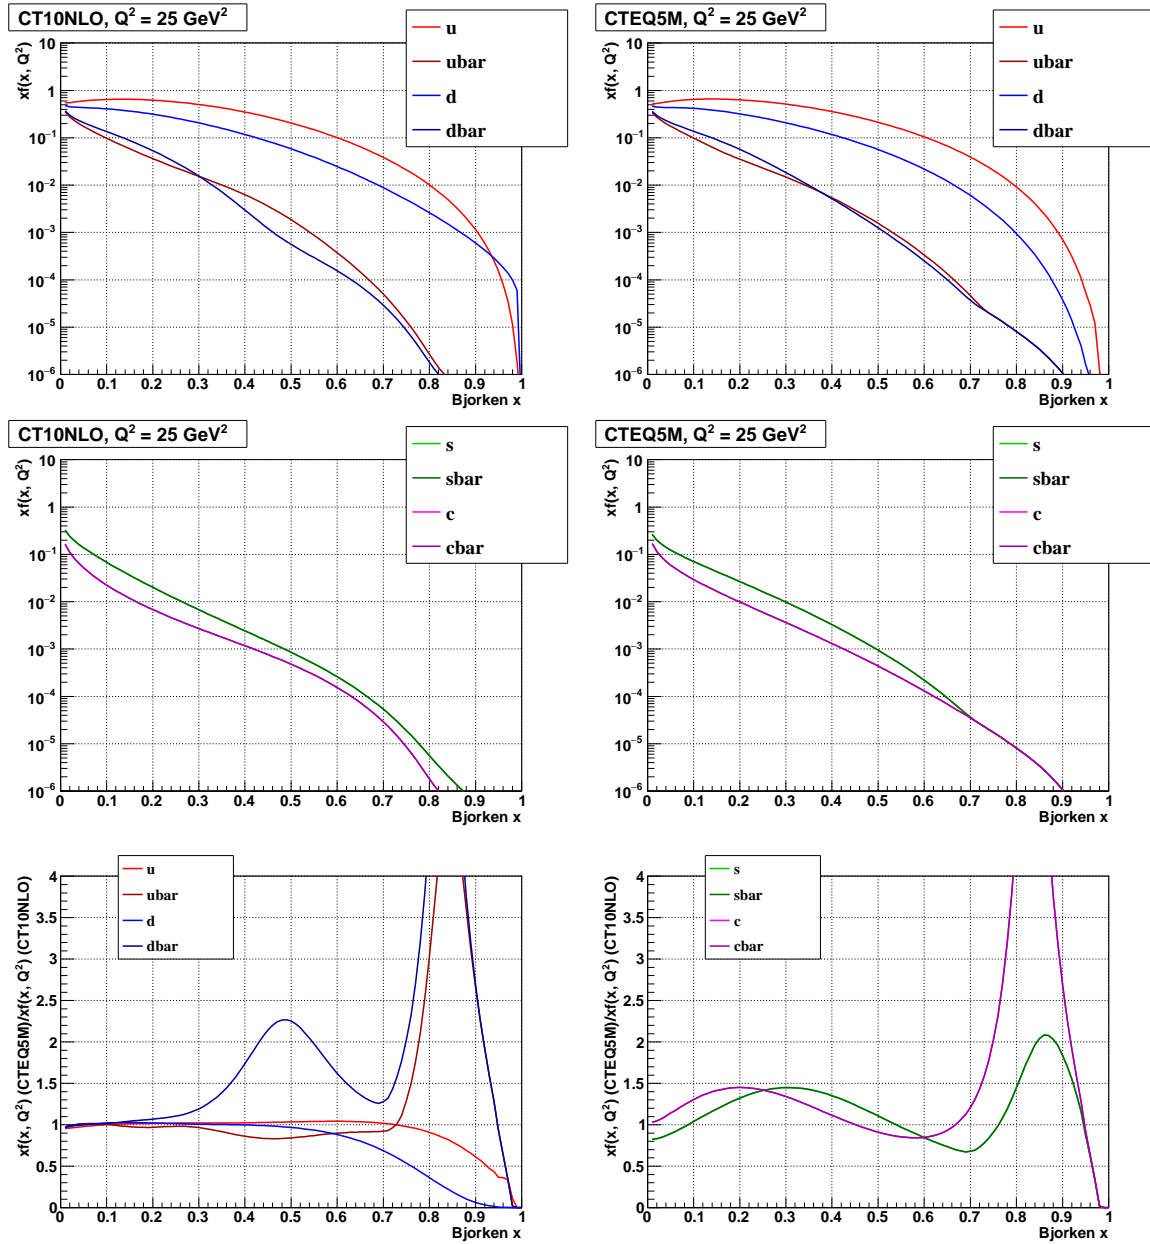 CT10NLO, Q² = 25 GeV²
u
ubar
d
dbar
xf(x, Q²)
10
1
10⁻¹
10⁻²
10⁻³
10⁻⁴
10⁻⁵
10⁻⁶
0 0.1 0.2 0.3 0.4 0.5 0.6 0.7 0.8 0.9 1
Bjorken x
CTEQ5M, Q² = 25 GeV²
u
ubar
d
dbar
xf(x, Q²)
10
1
10⁻¹
10⁻²
10⁻³
10⁻⁴
10⁻⁵
10⁻⁶
0 0.1 0.2 0.3 0.4 0.5 0.6 0.7 0.8 0.9 1
Bjorken x
CT10NLO, Q² = 25 GeV²
s
sbar
c
cbar
xf(x, Q²)
10
1
10⁻¹
10⁻²
10⁻³
10⁻⁴
10⁻⁵
10⁻⁶
0 0.1 0.2 0.3 0.4 0.5 0.6 0.7 0.8 0.9 1
Bjorken x
CTEQ5M, Q² = 25 GeV²
s
sbar
c
cbar
xf(x, Q²)
10
1
10⁻¹
10⁻²
10⁻³
10⁻⁴
10⁻⁵
10⁻⁶
0 0.1 0.2 0.3 0.4 0.5 0.6 0.7 0.8 0.9 1
Bjorken x
u
ubar
d
dbar
xf(x, Q²) (CTEQ5M)/xf(x, Q²) (CT10NLO)
4
3.5
3
2.5
2
1.5
1
0.5
0
0 0.1 0.2 0.3 0.4 0.5 0.6 0.7 0.8 0.9 1
Bjorken x
s
sbar
c
cbar
xf(x, Q²) (CTEQ5M)/xf(x, Q²) (CT10NLO)
4
3.5
3
2.5
2
1.5
1
0.5
0
0 0.1 0.2 0.3 0.4 0.5 0.6 0.7 0.8 0.9 1
Bjorken x